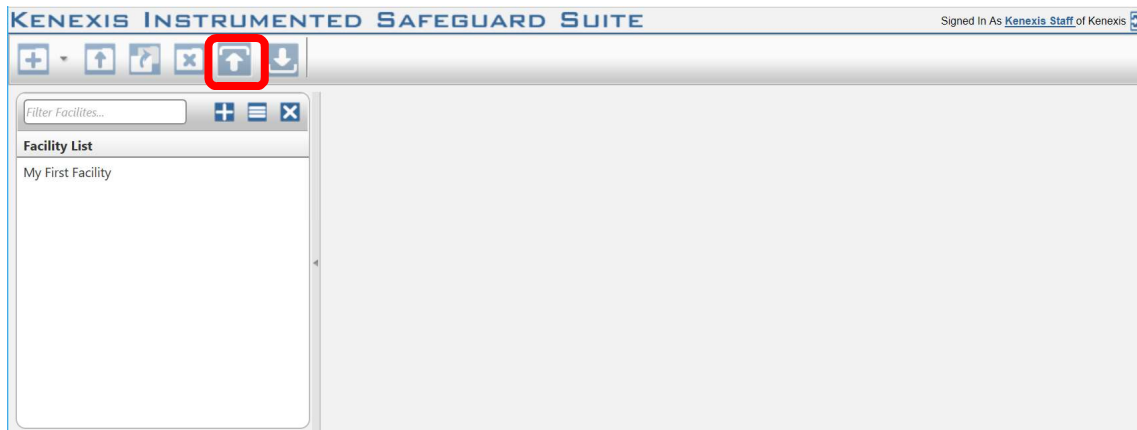 KENEXIS INSTRUMENTED SAFEGUARD SUITE
Signed In As Kenexis Staff of Kenexis
Filter Facilites...
Facility List
My First Facility